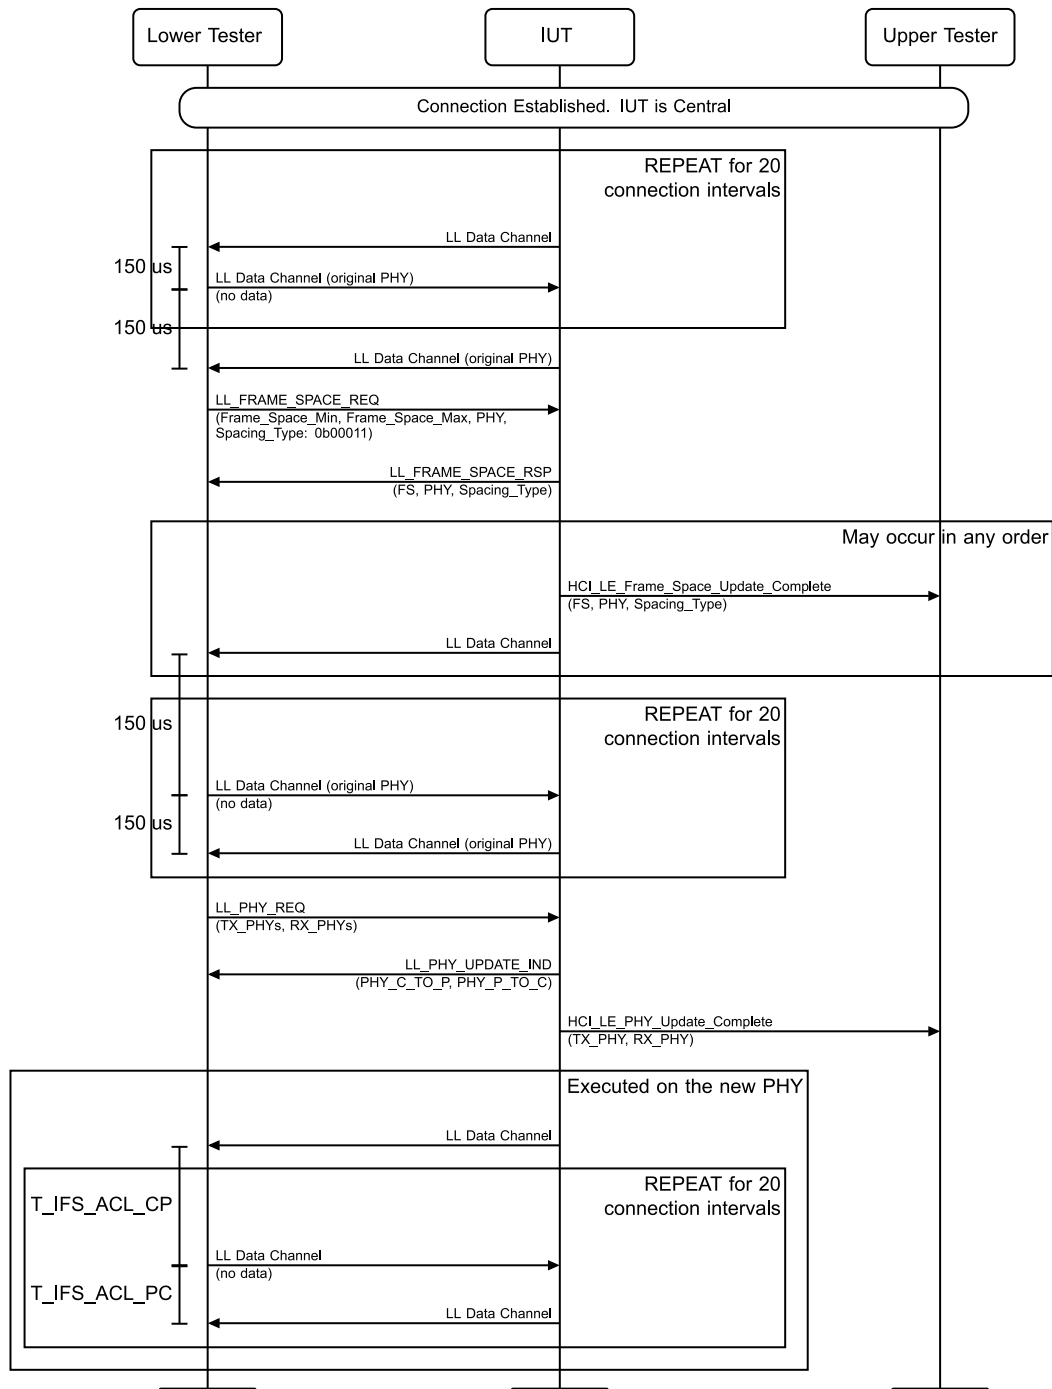 Lower Tester
IUT
Upper Tester
Connection Established. IUT is Central
REPEAT for 20
connection intervals
LL Data Channel
150 us
LL Data Channel (original PHY)
(no data)
150 us
LL Data Channel (original PHY)
LL_FRAME_SPACE_REQ
(Frame_Space_Min, Frame_Space_Max, PHY,
Spacing_Type: 0b00011)
LL_FRAME_SPACE_RSP
(FS, PHY, Spacing_Type)
May occur in any order
HCI_LE_Frame_Space_Update_Complete
(FS, PHY, Spacing_Type)
LL Data Channel
REPEAT for 20
connection intervals
150 us
LL Data Channel (original PHY)
(no data)
150 us
LL Data Channel (original PHY)
LL_PHY_REQ
(TX_PHYs, RX_PHYs)
LL_PHY_UPDATE_IND
(PHY_C_TO_P, PHY_P_TO_C)
HCI_LE_PHY_Update_Complete
(TX_PHY, RX_PHY)
Executed on the new PHY
LL Data Channel
REPEAT for 20
connection intervals
T_IFS_ACL_CP
LL Data Channel
(no data)
T_IFS_ACL_PC
LL Data Channel